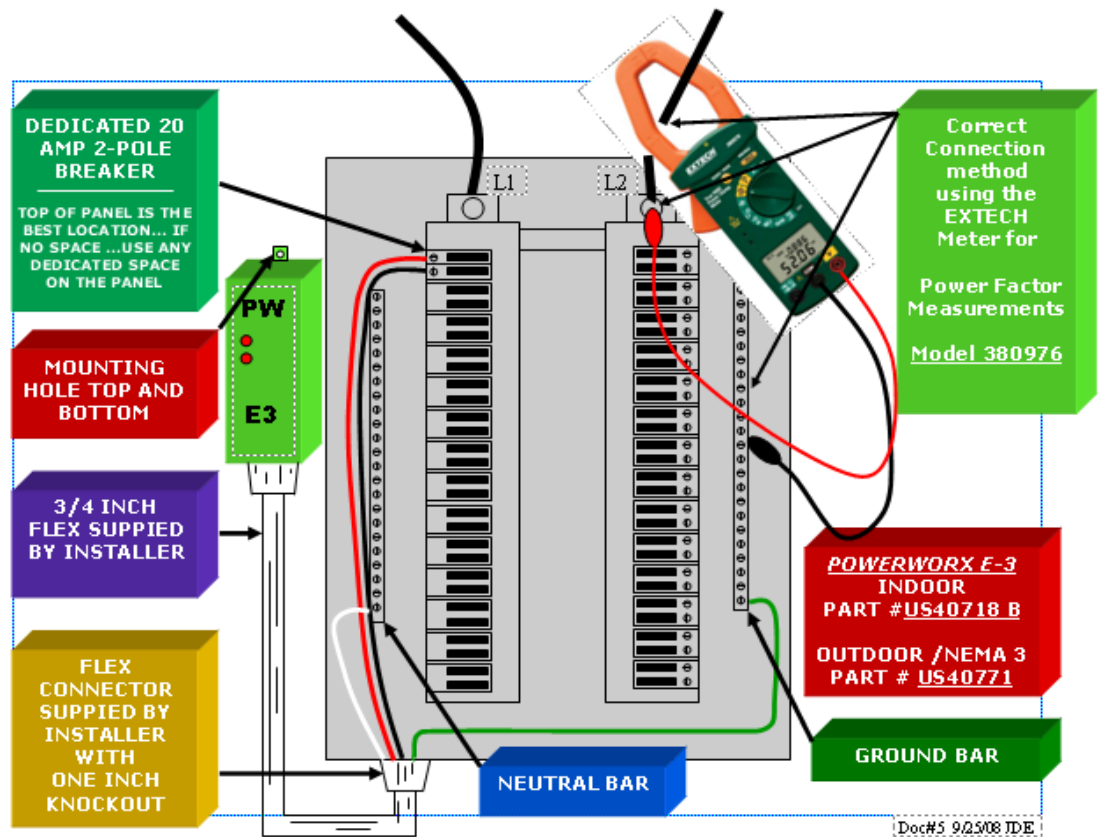 DEDICATED 20
AMP 2-POLE
BREAKER
TOP OF PANEL IS THE
BEST LOCATION... IF
NO SPACE ...USE ANY
DEDICATED SPACE
ON THE PANEL
MOUNTING
HOLE TOP AND
BOTTOM
3/4 INCH
FLEX SUPPIED
BY INSTALLER
FLEX
CONNECTOR
SUPPIED BY
INSTALLER
WITH
ONE INCH
KNOCKOUT
PW
E3
L1
L2
EXTECH
Correct
Connection
method
using the
EXTECH
Meter for
Power Factor
Measurements
Model 380976
POWERWORX E-3
INDOOR
PART #US40718 B
OUTDOOR /NEMA 3
PART # US40771
NEUTRAL BAR
GROUND BAR
Doc#5 9/25/08 JDE